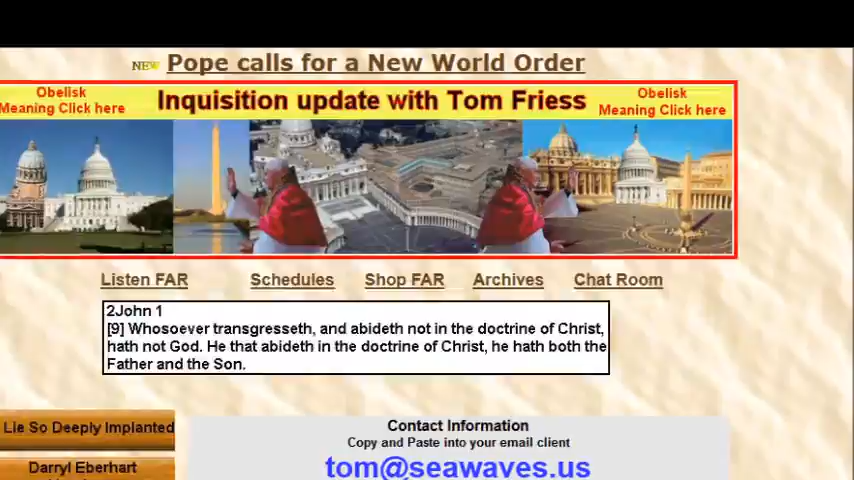 NEW Pope calls for a New World Order
Obelisk
Meaning Click here
Inquisition update with Tom Friess
Obelisk
Meaning Click here
Listen FAR Schedules Shop FAR Archives Chat Room
2John 1
[9] Whosoever transgresseth, and abideth not in the doctrine of Christ,
hath not God. He that abideth in the doctrine of Christ, he hath both the
Father and the Son.
Lie So Deeply Implanted
Darryl Eberhart
Contact Information
Copy and Paste into your email client
tom@seawaves.us